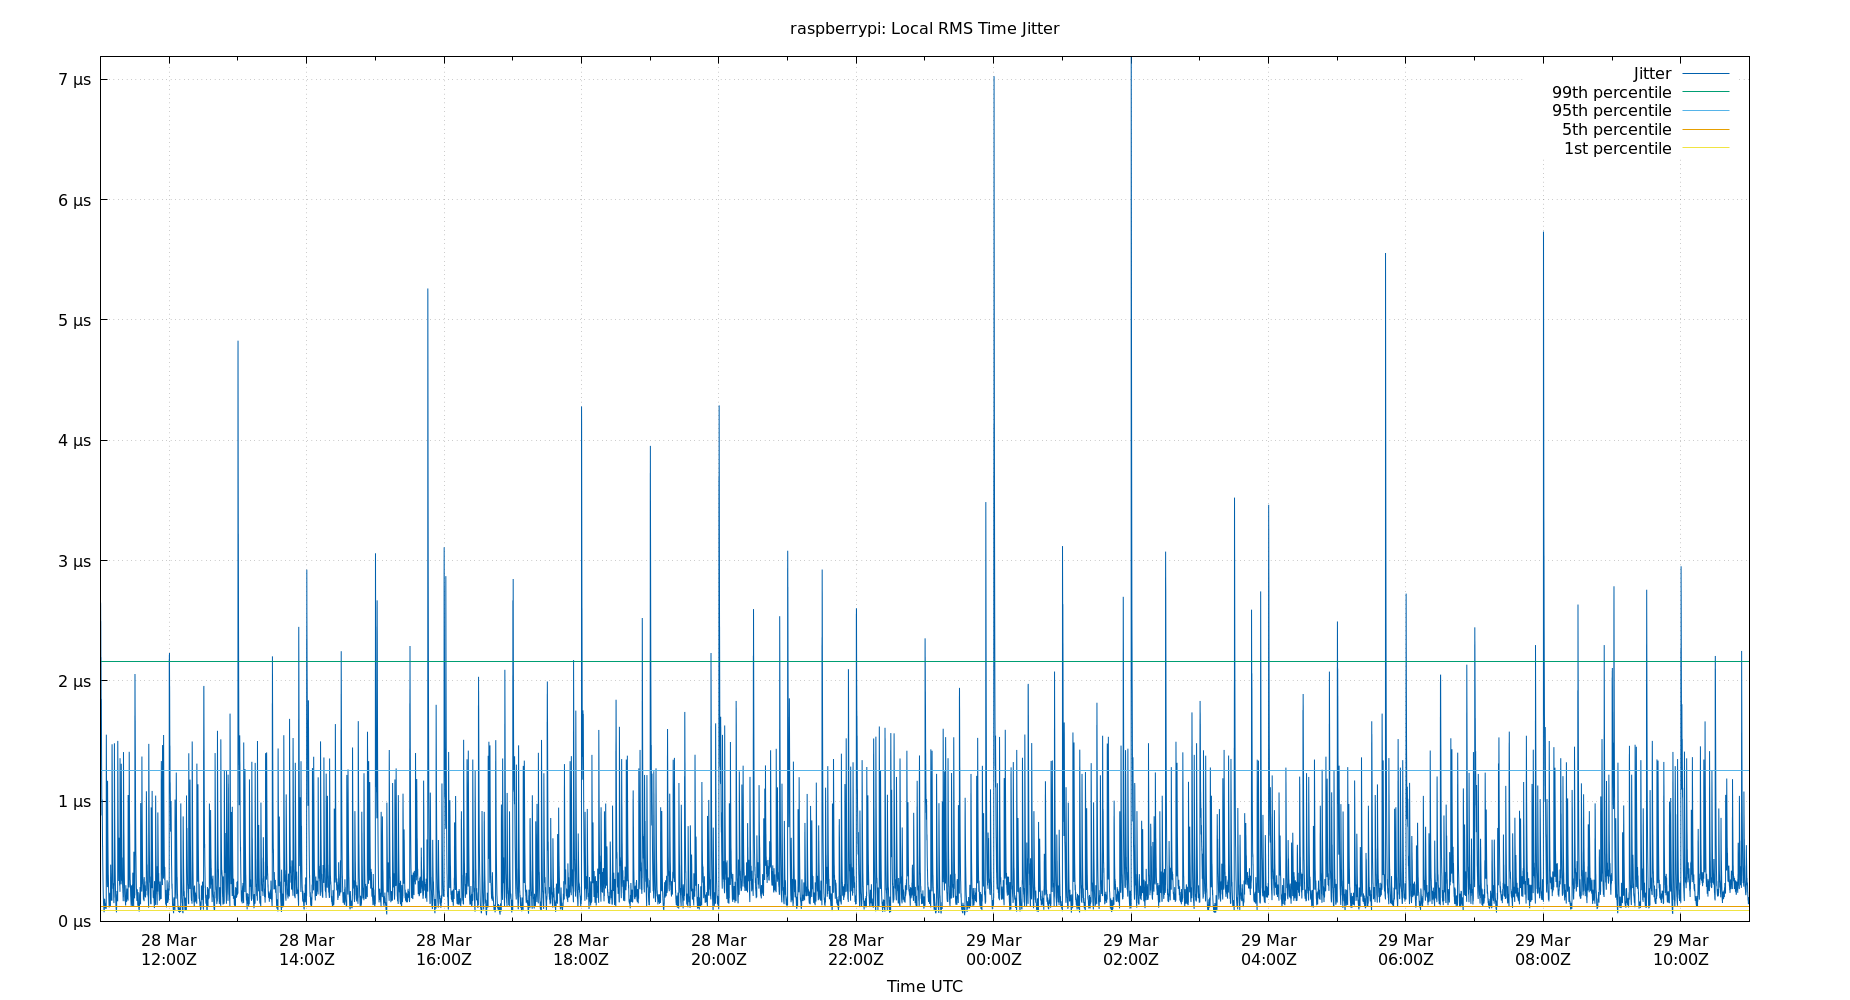 raspberrypi: Local RMS Time Jitter
7 µs
6 µs
5 µs
4 µs
3 µs
2 µs
1 µs
0 µs
Jitter
99th percentile
95th percentile
5th percentile
1st percentile
28 Mar
12:00Z
28 Mar
14:00Z
28 Mar
16:00Z
28 Mar
18:00Z
28 Mar
20:00Z
28 Mar
22:00Z
29 Mar
00:00Z
29 Mar
02:00Z
29 Mar
04:00Z
29 Mar
06:00Z
29 Mar
08:00Z
29 Mar
10:00Z
Time UTC